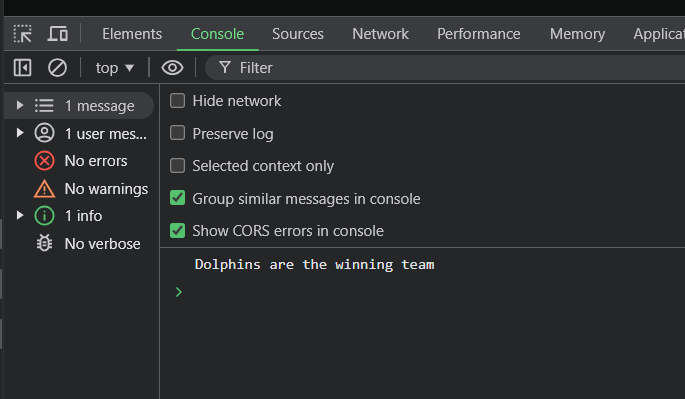 Elements Console Sources Network Performance Memory Applicat
top Filter
1 message
1 user mes...
No errors
No warnings
1 info
No verbose
Hide network
Preserve log
Selected context only
Group similar messages in console
Show CORS errors in console
Dolphins are the winning team